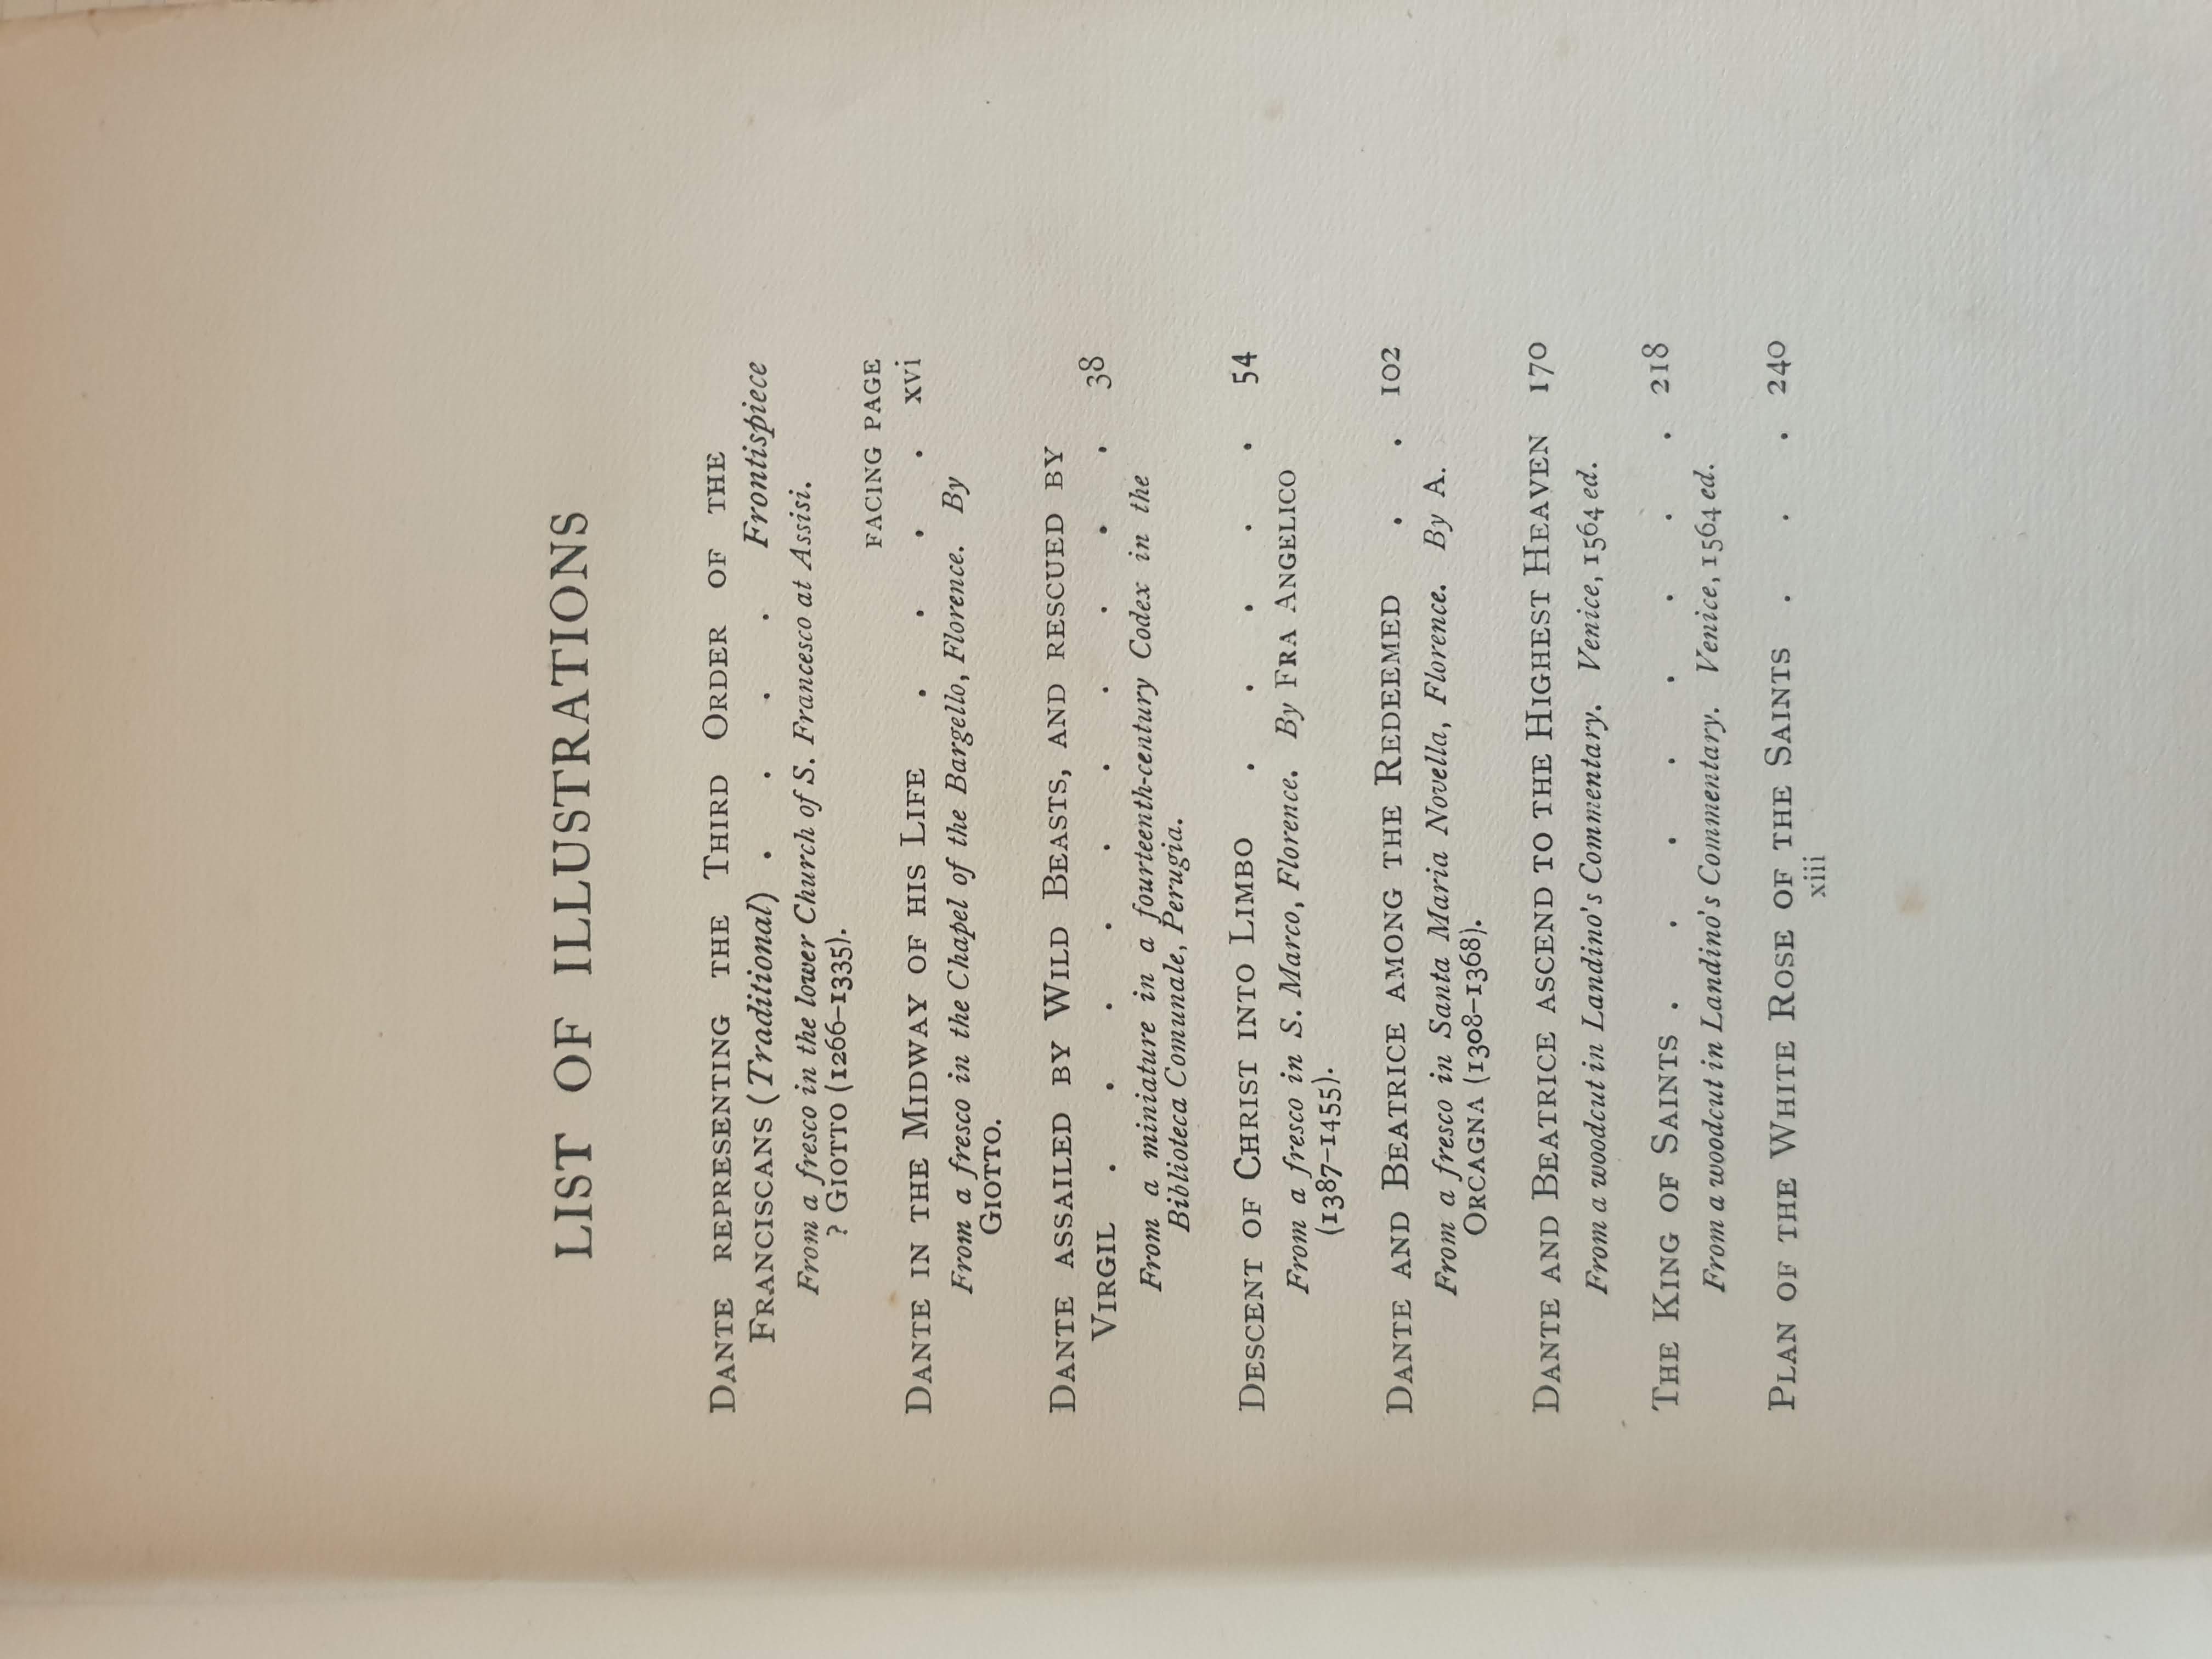 LIST OF ILLUSTRATIONS
DANTE REPRESENTING THE THIRD ORDER OF THE
FRANCISCANS (Traditional) . . . . Frontispiece
From a fresco in the lower Church of S. Francesco at Assisi.
? GIOTTO (1266–1335).
FACING PAGE
DANTE IN THE MIDWAY OF HIS LIFE . . . . xvi
From a fresco in the Chapel of the Bargello, Florence. By
GIOTTO.
DANTE ASSAILED BY WILD BEASTS, AND RESCUED BY
VIRGIL . . . . . . . . . . 38
From a miniature in a fourteenth-century Codex in the
Biblioteca Comunale, Perugia.
DESCENT OF CHRIST INTO LIMBO . . . . . 54
From a fresco in S. Marco, Florence. By FRA ANGELICO
(1387–1455).
DANTE AND BEATRICE AMONG THE REDEEMED . . 102
From a fresco in Santa Maria Novella, Florence. By A.
ORCAGNA (1308–1368).
DANTE AND BEATRICE ASCEND TO THE HIGHEST HEAVEN 170
From a woodcut in Landino's Commentary. Venice, 1564 ed.
THE KING OF SAINTS . . . . . . . . 218
From a woodcut in Landino's Commentary. Venice, 1564 ed.
PLAN OF THE WHITE ROSE OF THE SAINTS . . . 240
xiii